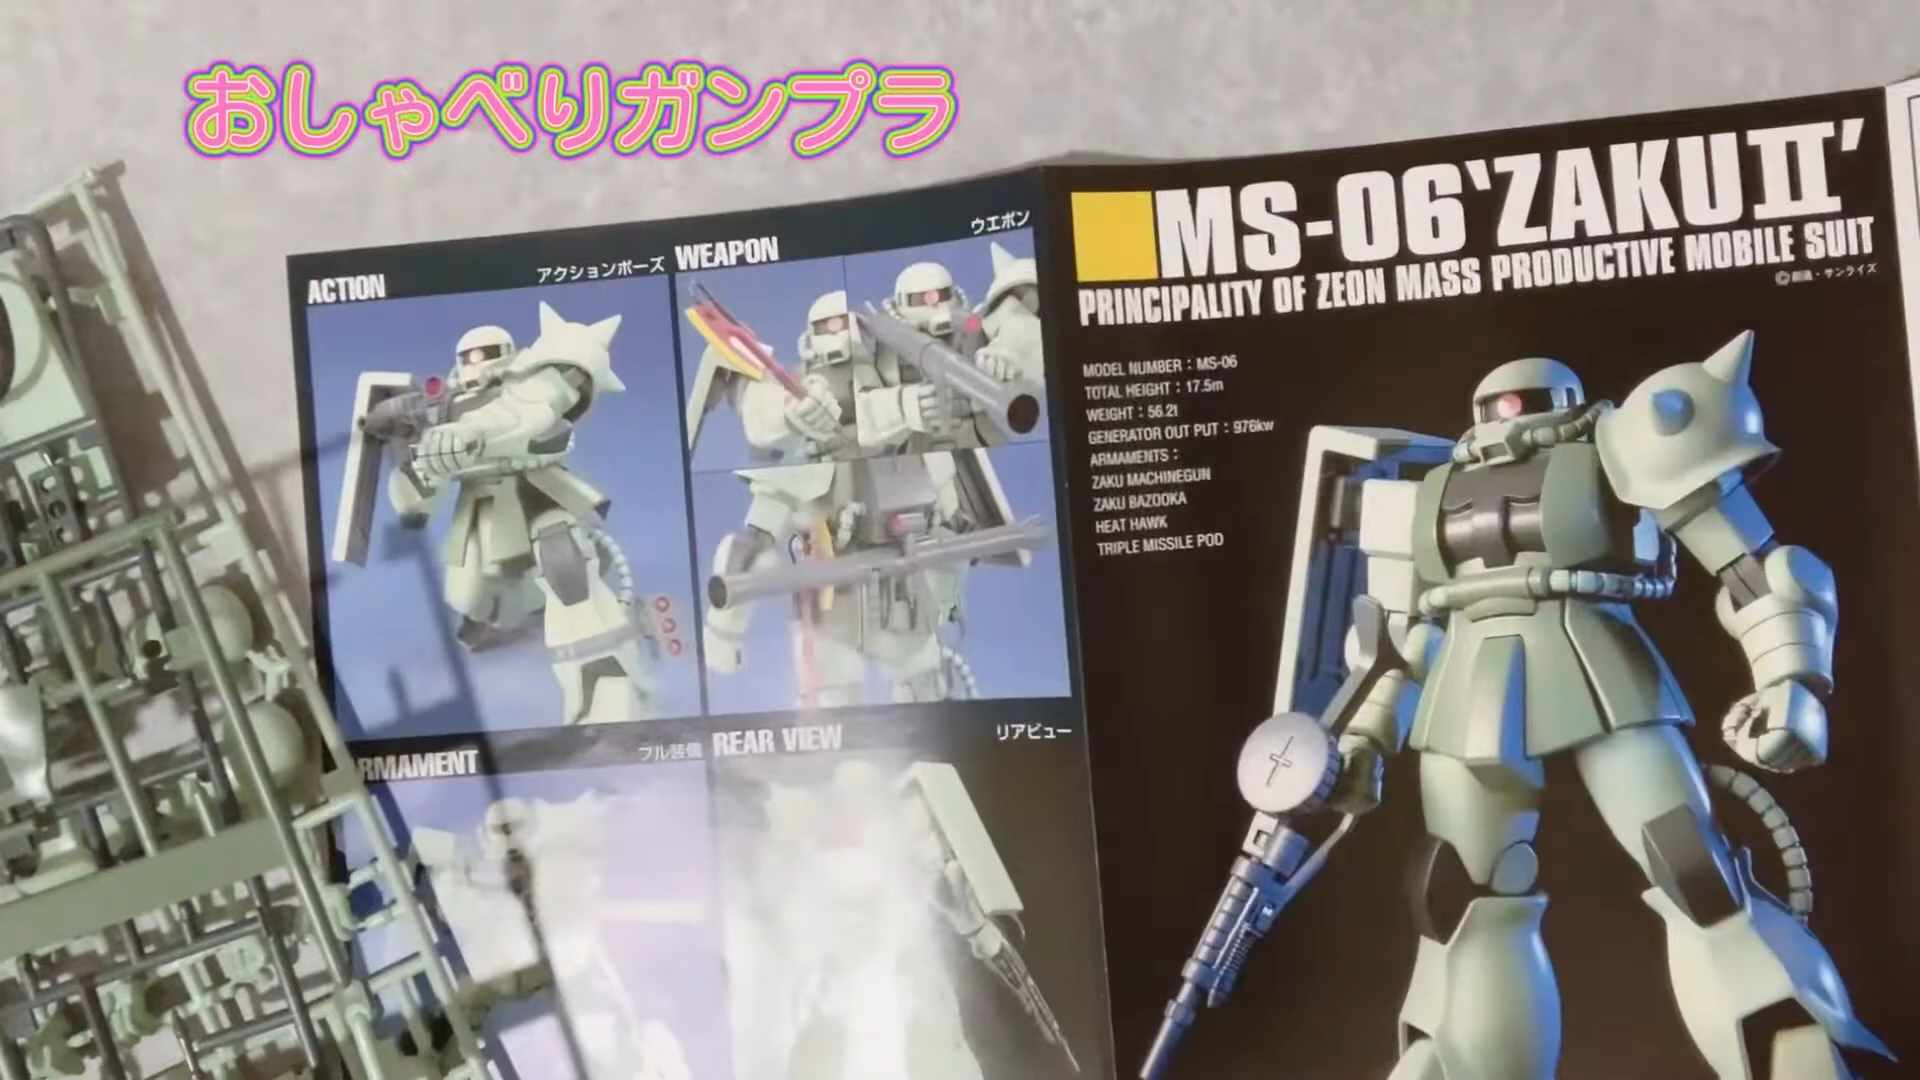 おしゃべりガンプラ
ACTION
アクションポーズ
WEAPON
ウエポン
RMAMENT
フル装備
REAR VIEW
リアビュー
MS-06‘ZAKUII’
PRINCIPALITY OF ZEON MASS PRODUCTIVE MOBILE SUIT
©創通・サンライズ
MODEL NUMBER：MS-06
TOTAL HEIGHT：17.5m
WEIGHT：56.2t
GENERATOR OUT PUT：976kw
ARMAMENTS：
ZAKU MACHINEGUN
ZAKU BAZOOKA
HEAT HAWK
TRIPLE MISSILE POD